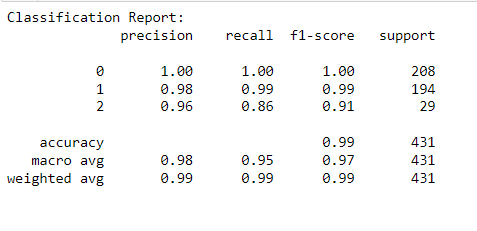 Classification Report:
precision recall f1-score support
0 1.00 1.00 1.00 208
1 0.98 0.99 0.99 194
2 0.96 0.86 0.91 29
accuracy 0.99 431
macro avg 0.98 0.95 0.97 431
weighted avg 0.99 0.99 0.99 431